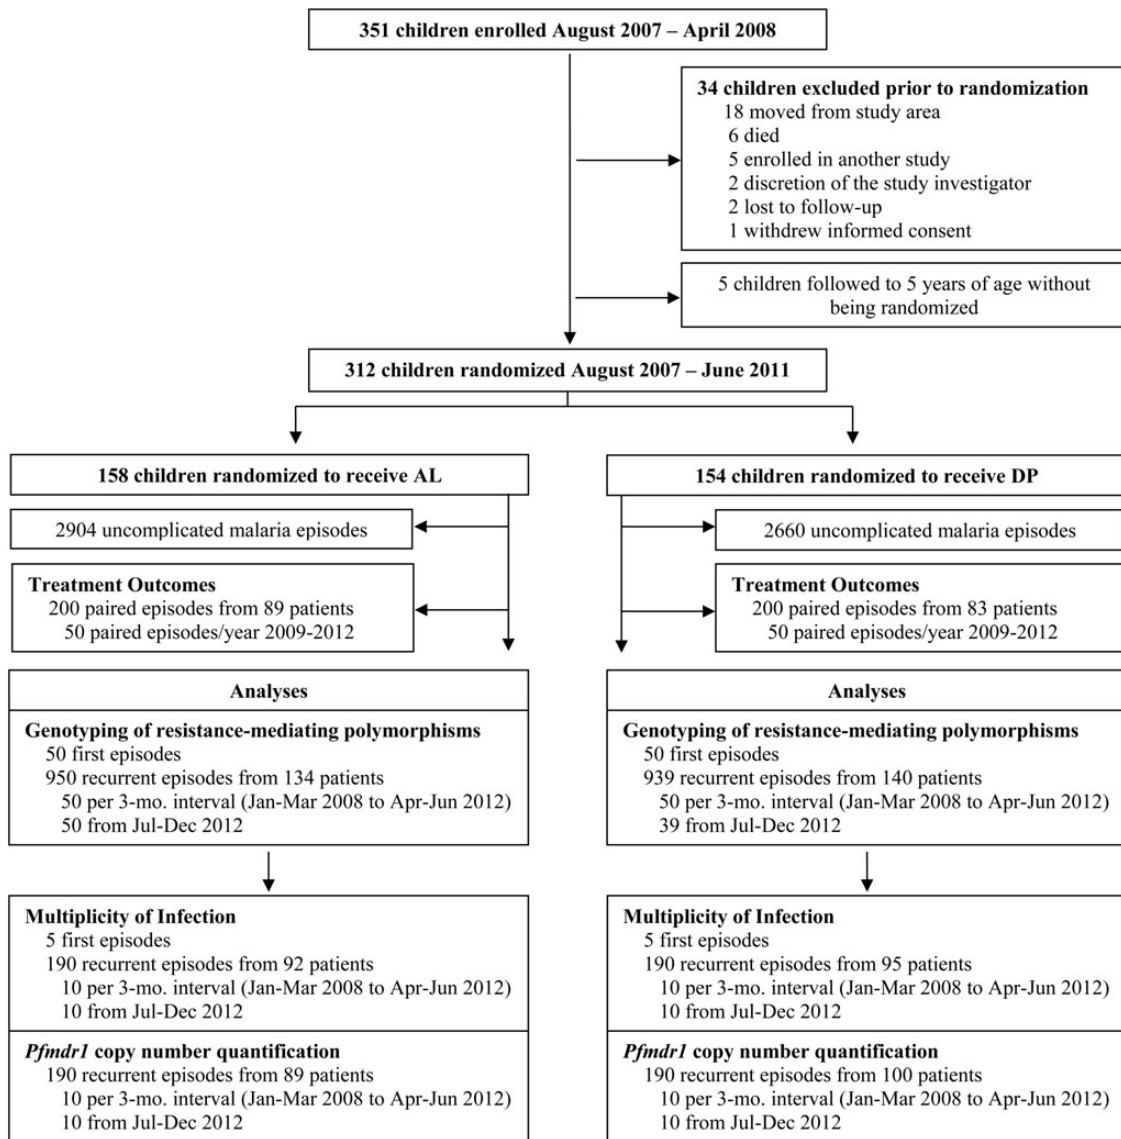 351 children enrolled August 2007 – April 2008
34 children excluded prior to randomization
18 moved from study area
6 died
5 enrolled in another study
2 discretion of the study investigator
2 lost to follow-up
1 withdrew informed consent
5 children followed to 5 years of age without
being randomized
312 children randomized August 2007 – June 2011
158 children randomized to receive AL
2904 uncomplicated malaria episodes
Treatment Outcomes
200 paired episodes from 89 patients
50 paired episodes/year 2009-2012
Analyses
Genotyping of resistance-mediating polymorphisms
50 first episodes
950 recurrent episodes from 134 patients
50 per 3-mo. interval (Jan-Mar 2008 to Apr-Jun 2012)
50 from Jul-Dec 2012
Multiplicity of Infection
5 first episodes
190 recurrent episodes from 92 patients
10 per 3-mo. interval (Jan-Mar 2008 to Apr-Jun 2012)
10 from Jul-Dec 2012
Pfmdr1 copy number quantification
190 recurrent episodes from 89 patients
10 per 3-mo. interval (Jan-Mar 2008 to Apr-Jun 2012)
10 from Jul-Dec 2012
154 children randomized to receive DP
2660 uncomplicated malaria episodes
Treatment Outcomes
200 paired episodes from 83 patients
50 paired episodes/year 2009-2012
Analyses
Genotyping of resistance-mediating polymorphisms
50 first episodes
939 recurrent episodes from 140 patients
50 per 3-mo. interval (Jan-Mar 2008 to Apr-Jun 2012)
39 from Jul-Dec 2012
Multiplicity of Infection
5 first episodes
190 recurrent episodes from 95 patients
10 per 3-mo. interval (Jan-Mar 2008 to Apr-Jun 2012)
10 from Jul-Dec 2012
Pfmdr1 copy number quantification
190 recurrent episodes from 100 patients
10 per 3-mo. interval (Jan-Mar 2008 to Apr-Jun 2012)
10 from Jul-Dec 2012